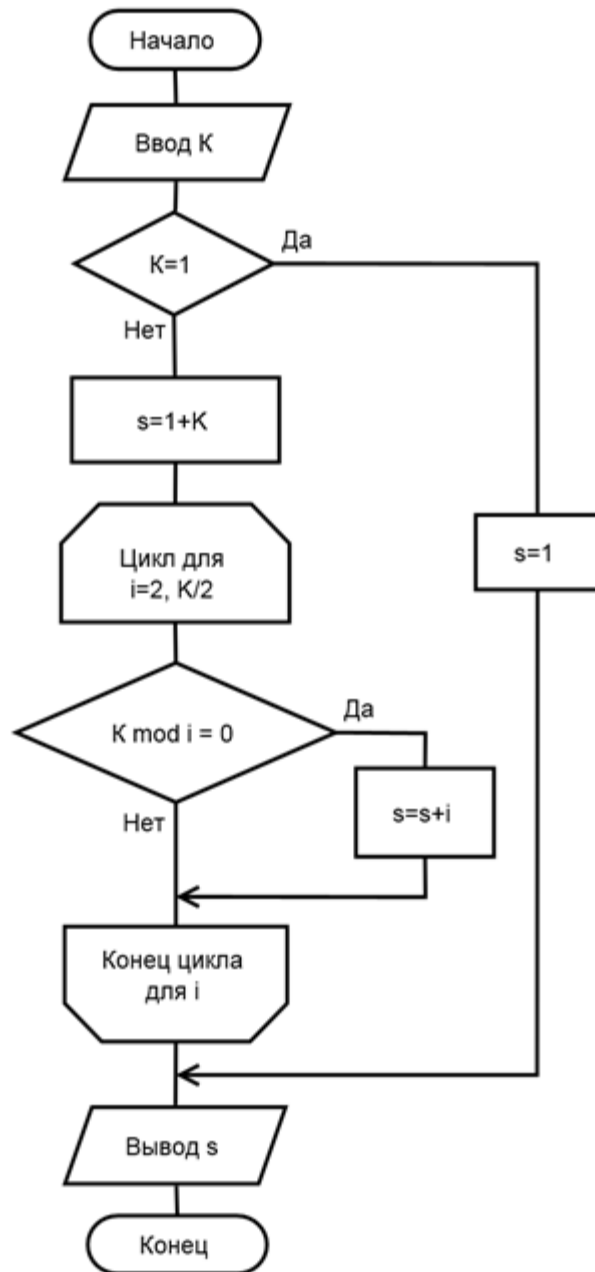 Начало
Ввод К
К=1
Да
Нет
s=1+K
Цикл для
i=2, K/2
s=1
К mod i = 0
Да
Нет
s=s+i
Конец цикла
для i
Вывод s
Конец